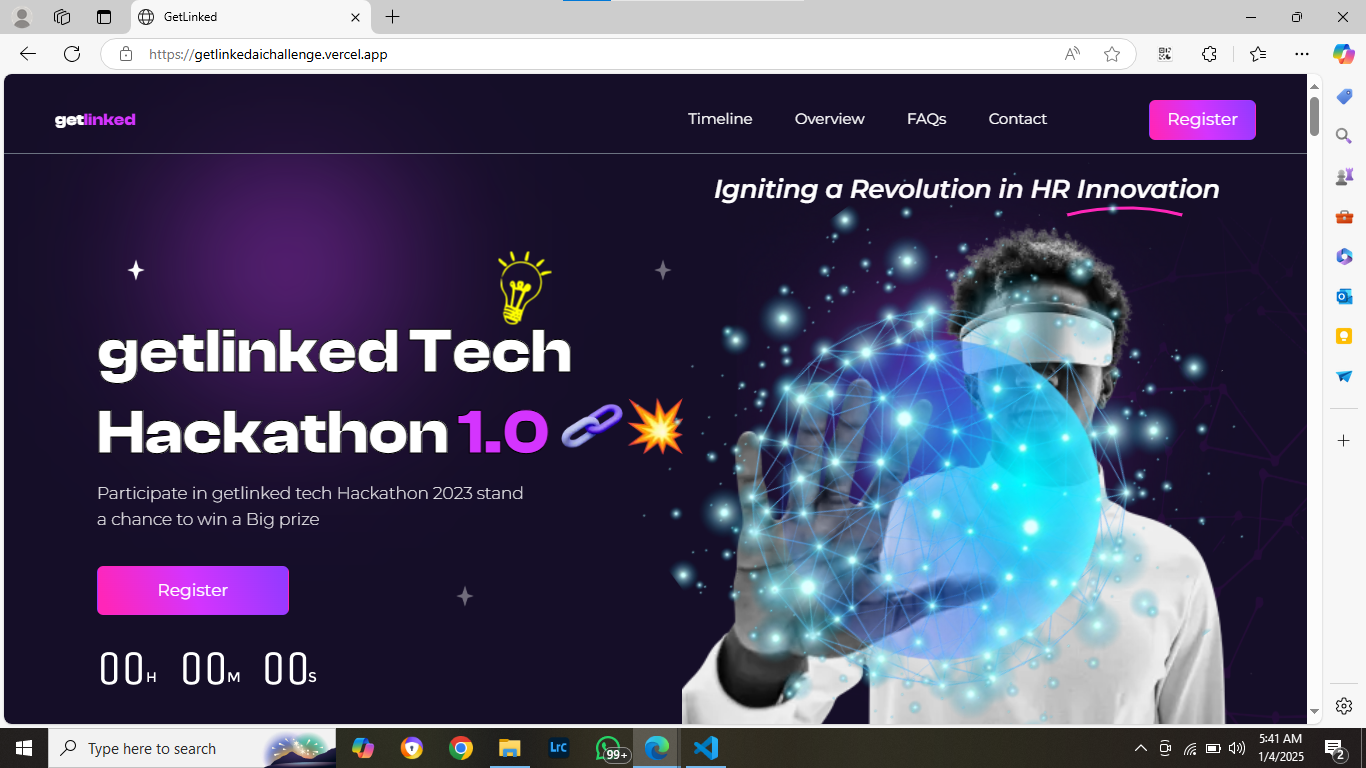 GetLinked
https://getlinkedaichallenge.vercel.app
getlinked
Timeline
Overview
FAQs
Contact
Register
Igniting a Revolution in HR Innovation
getlinked Tech
Hackathon 1.0
Participate in getlinked tech Hackathon 2023 stand
a chance to win a Big prize
Register
00H 00M 00S
Type here to search
Lrc
99+
5:41 AM
1/4/2025
2